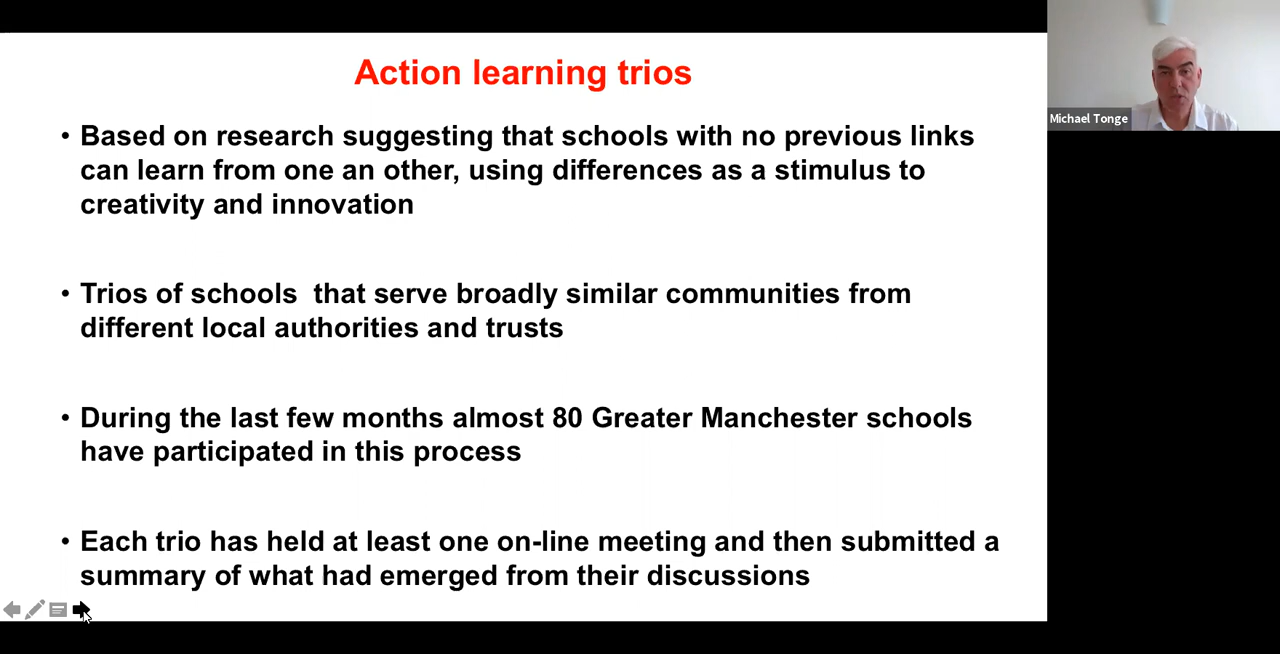 Action learning trios
• Based on research suggesting that schools with no previous links
can learn from one an other, using differences as a stimulus to
creativity and innovation
• Trios of schools  that serve broadly similar communities from
different local authorities and trusts
• During the last few months almost 80 Greater Manchester schools
have participated in this process
• Each trio has held at least one on-line meeting and then submitted a
summary of what had emerged from their discussions
Michael Tonge